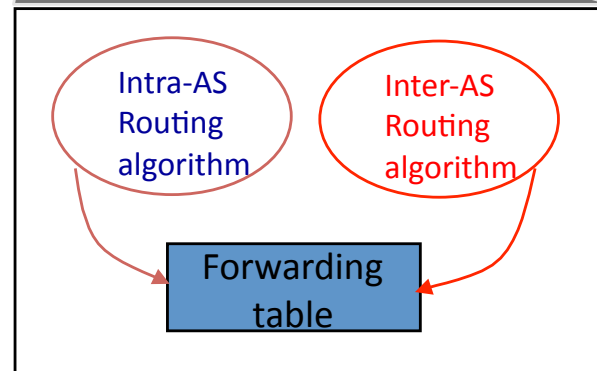 Intra-AS
Routing
algorithm
Inter-AS
Routing
algorithm
Forwarding
table